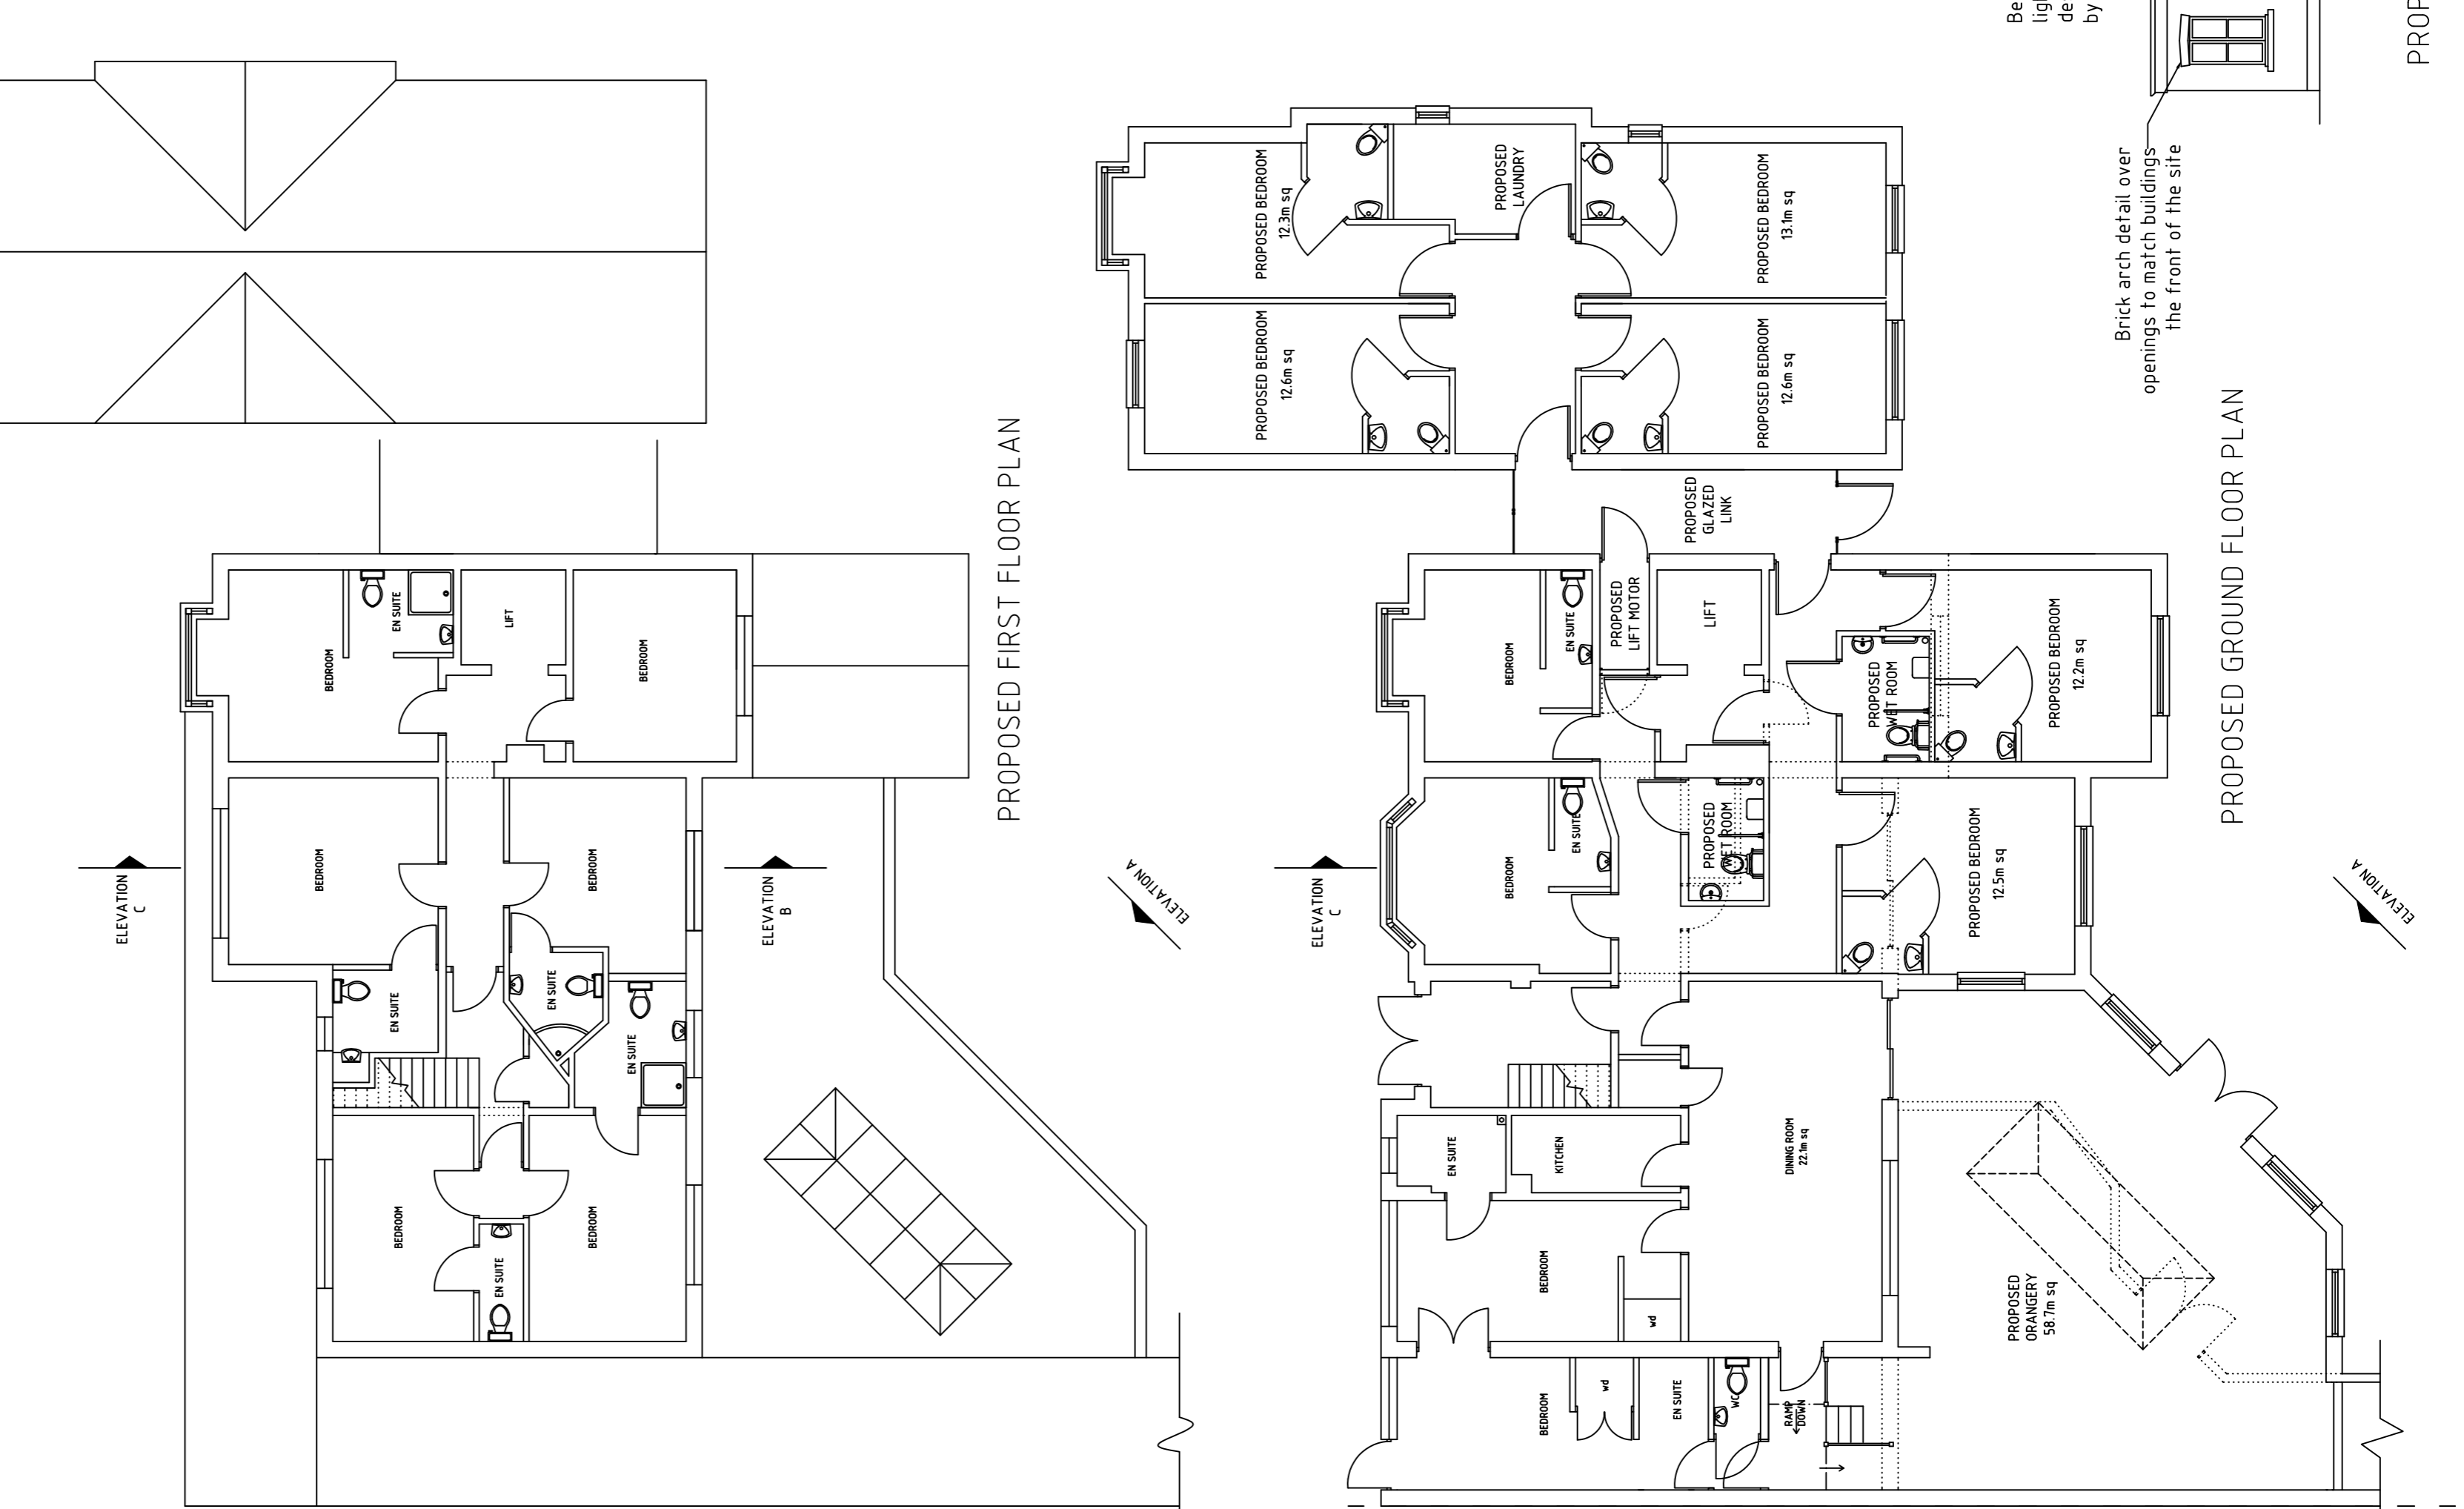 PROPOSED FIRST FLOOR PLAN
BEDROOM
EN SUITE
LIFT
BEDROOM
BEDROOM
BEDROOM
EN SUITE
EN SUITE
EN SUITE
BEDROOM
EN SUITE
BEDROOM
ELEVATION
C
ELEVATION
B
ELEVATION A
PROPOSED GROUND FLOOR PLAN
PROPOSED BEDROOM
12.3m sq
PROPOSED
LAUNDRY
PROPOSED BEDROOM
13.1m sq
PROPOSED BEDROOM
12.6m sq
PROPOSED BEDROOM
12.6m sq
PROPOSED
GLAZED
LINK
BEDROOM
EN SUITE
PROPOSED
LIFT MOTOR
LIFT
PROPOSED
WET ROOM
PROPOSED BEDROOM
12.2m sq
BEDROOM
EN SUITE
PROPOSED
WET ROOM
PROPOSED BEDROOM
12.5m sq
ELEVATION
C
ELEVATION A
EN SUITE
KITCHEN
DINING ROOM
22.1m sq
BEDROOM
wd
PROPOSED
ORANGERY
58.7m sq
BEDROOM
wd
EN SUITE
WC
RAMP
DOWN
Brick arch detail over
openings to match buildings
the front of the site
Be
lig
de
by
PROP